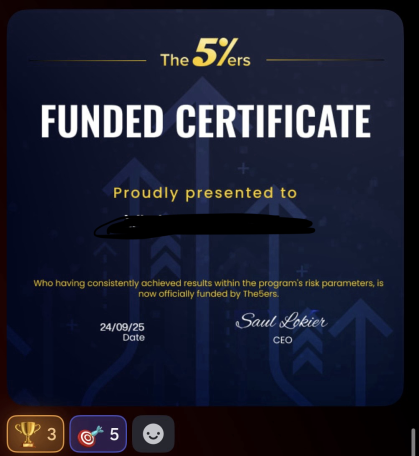 The 5%ers
FUNDED CERTIFICATE
Proudly presented to
Who having consistently achieved results within the program's risk parameters, is
now officially funded by The5ers.
24/09/25
Date
Saul Lokier
CEO
3
5